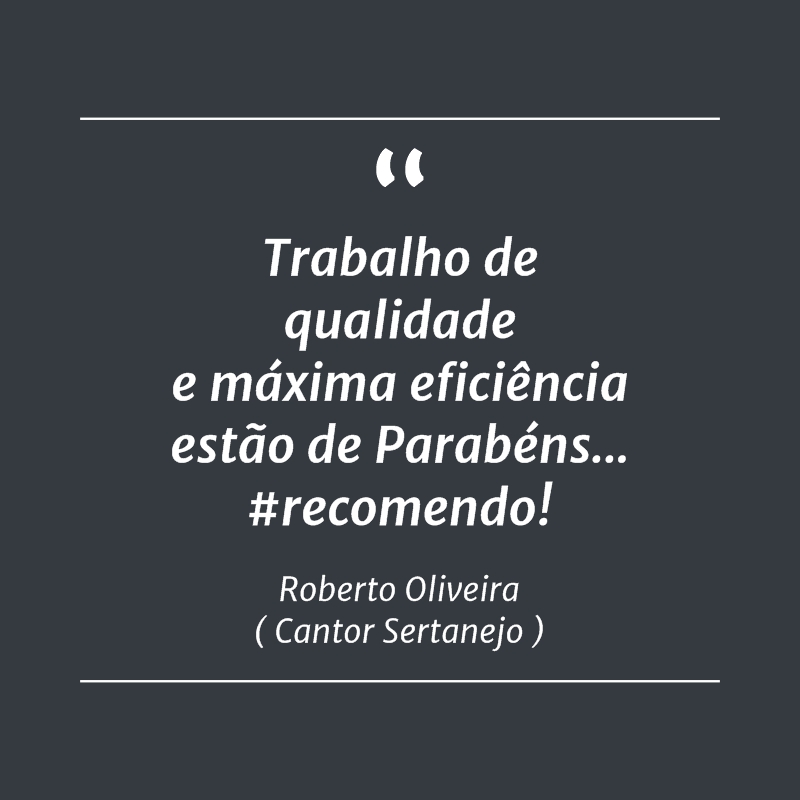 “
Trabalho de
qualidade
e máxima eficiência
estão de Parabéns...
#recomendo!
Roberto Oliveira
( Cantor Sertanejo )